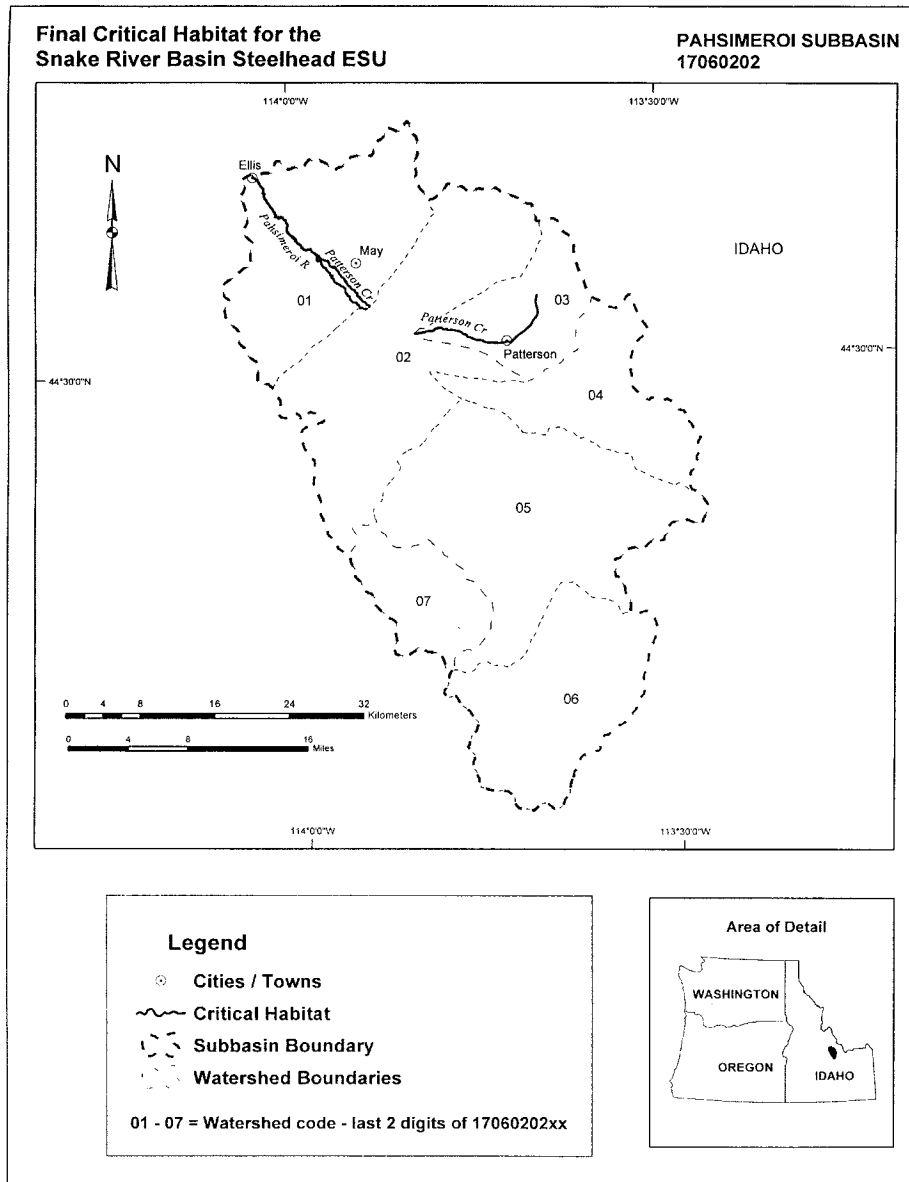 Final Critical Habitat for the
Snake River Basin Steelhead ESU
PAHSIMEROI SUBBASIN
17060202
114°0'0"W
113°30'0"W
N
Ellis
Pahsimeroi R
Patterson Cr
May
IDAHO
01
03
Patterson Cr
Patterson
02
44°30'0"N
44°30'0"N
04
05
07
06
0 4 8 16 24 32
Kilometers
0 4 8 16
Miles
114°0'0"W
113°30'0"W
Legend
Cities / Towns
Critical Habitat
Subbasin Boundary
Watershed Boundaries
01 - 07 = Watershed code - last 2 digits of 17060202xx
Area of Detail
WASHINGTON
OREGON
IDAHO